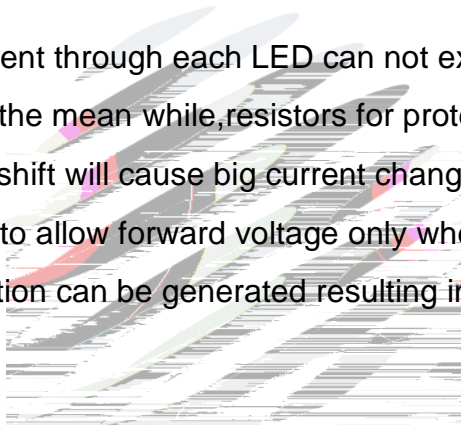 ent through each LED can not ex
the mean while,resistors for prote
shift will cause big current chang
to allow forward voltage only whe
tion can be generated resulting in